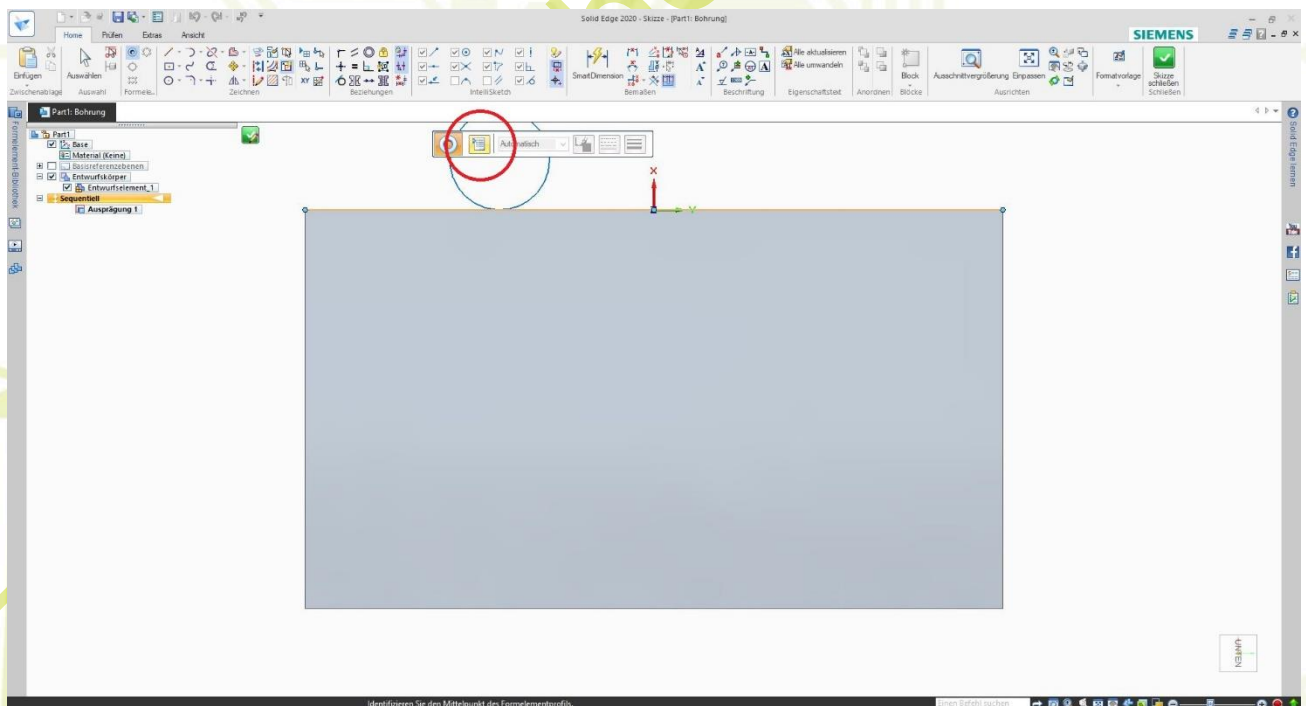 Solid Edge 2020 - Skizze - [Part1: Bohrung]
Home Prüfen Extras Ansicht
SIEMENS
Einfügen
Auswählen
SmartDimension
Alle aktualisieren
Alle umwandeln
Block
Ausschnittvergrößerung
Einpassen
Formatvorlage
Skizze schließen
Zwischenablage Auswahl Formele... Zeichnen Beziehungen IntelliSketch Bemaßen Beschriftung Eigenschaftstext Anordnen Blöcke Ausrichten Schließen
Part1: Bohrung
Part1
Base
Material (Keine)
Basisreferenzebenen
Entwurfskörper
Entwurfselement_1
Sequentiell
Ausprägung 1
Automatisch
X
Y
Formelement-Bibliothek
Solid Edge lernen
UNTEN
Identifizieren Sie den Mittelpunkt des Formelementprofils.
Einen Befehl suchen